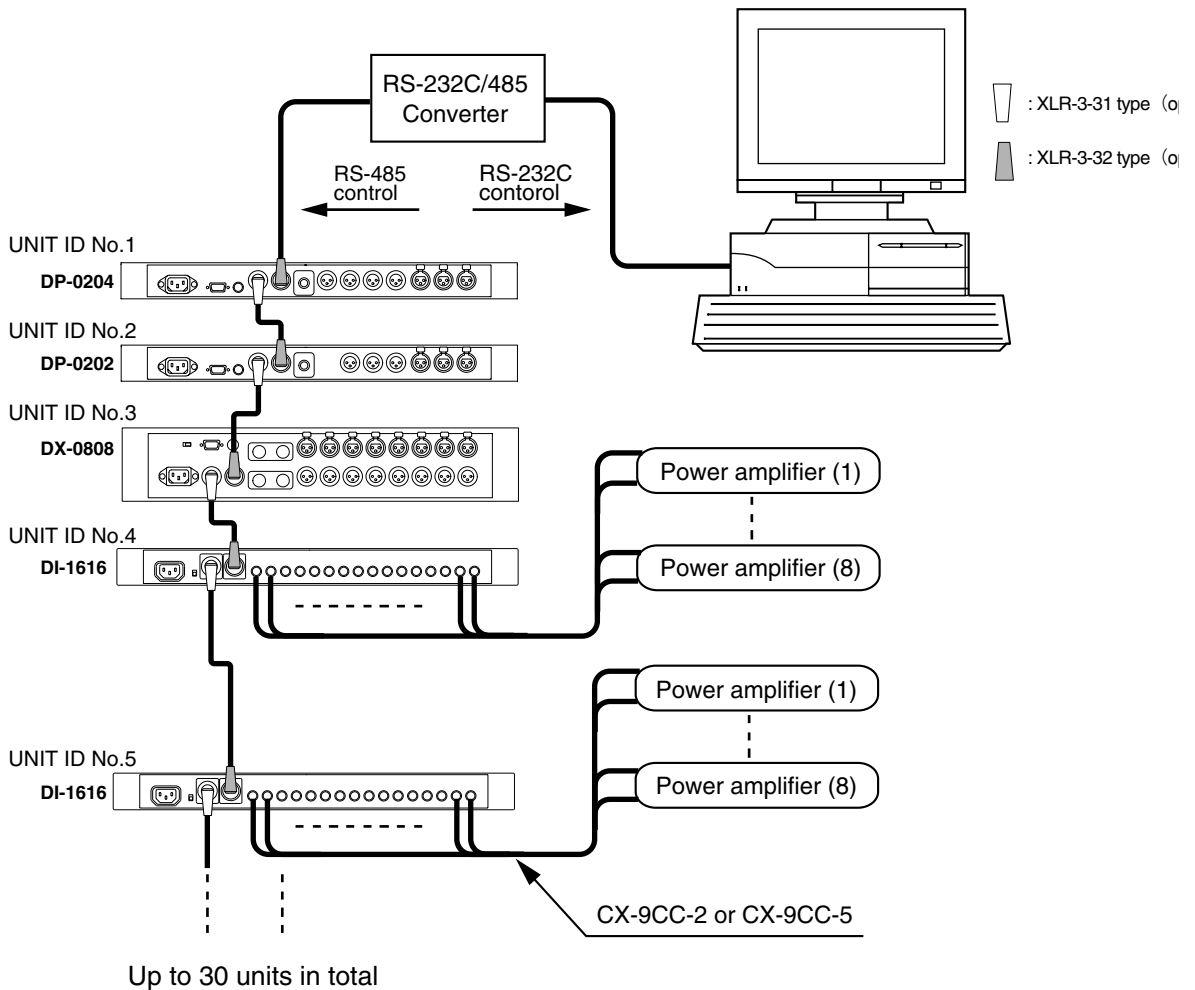 RS-232C/485
Converter
: XLR-3-31 type（op
: XLR-3-32 type（op
RS-485
control
RS-232C
contorol
UNIT ID No.1
DP-0204
UNIT ID No.2
DP-0202
UNIT ID No.3
DX-0808
Power amplifier (1)
UNIT ID No.4
DI-1616
Power amplifier (8)
Power amplifier (1)
UNIT ID No.5
DI-1616
Power amplifier (8)
CX-9CC-2 or CX-9CC-5
Up to 30 units in total